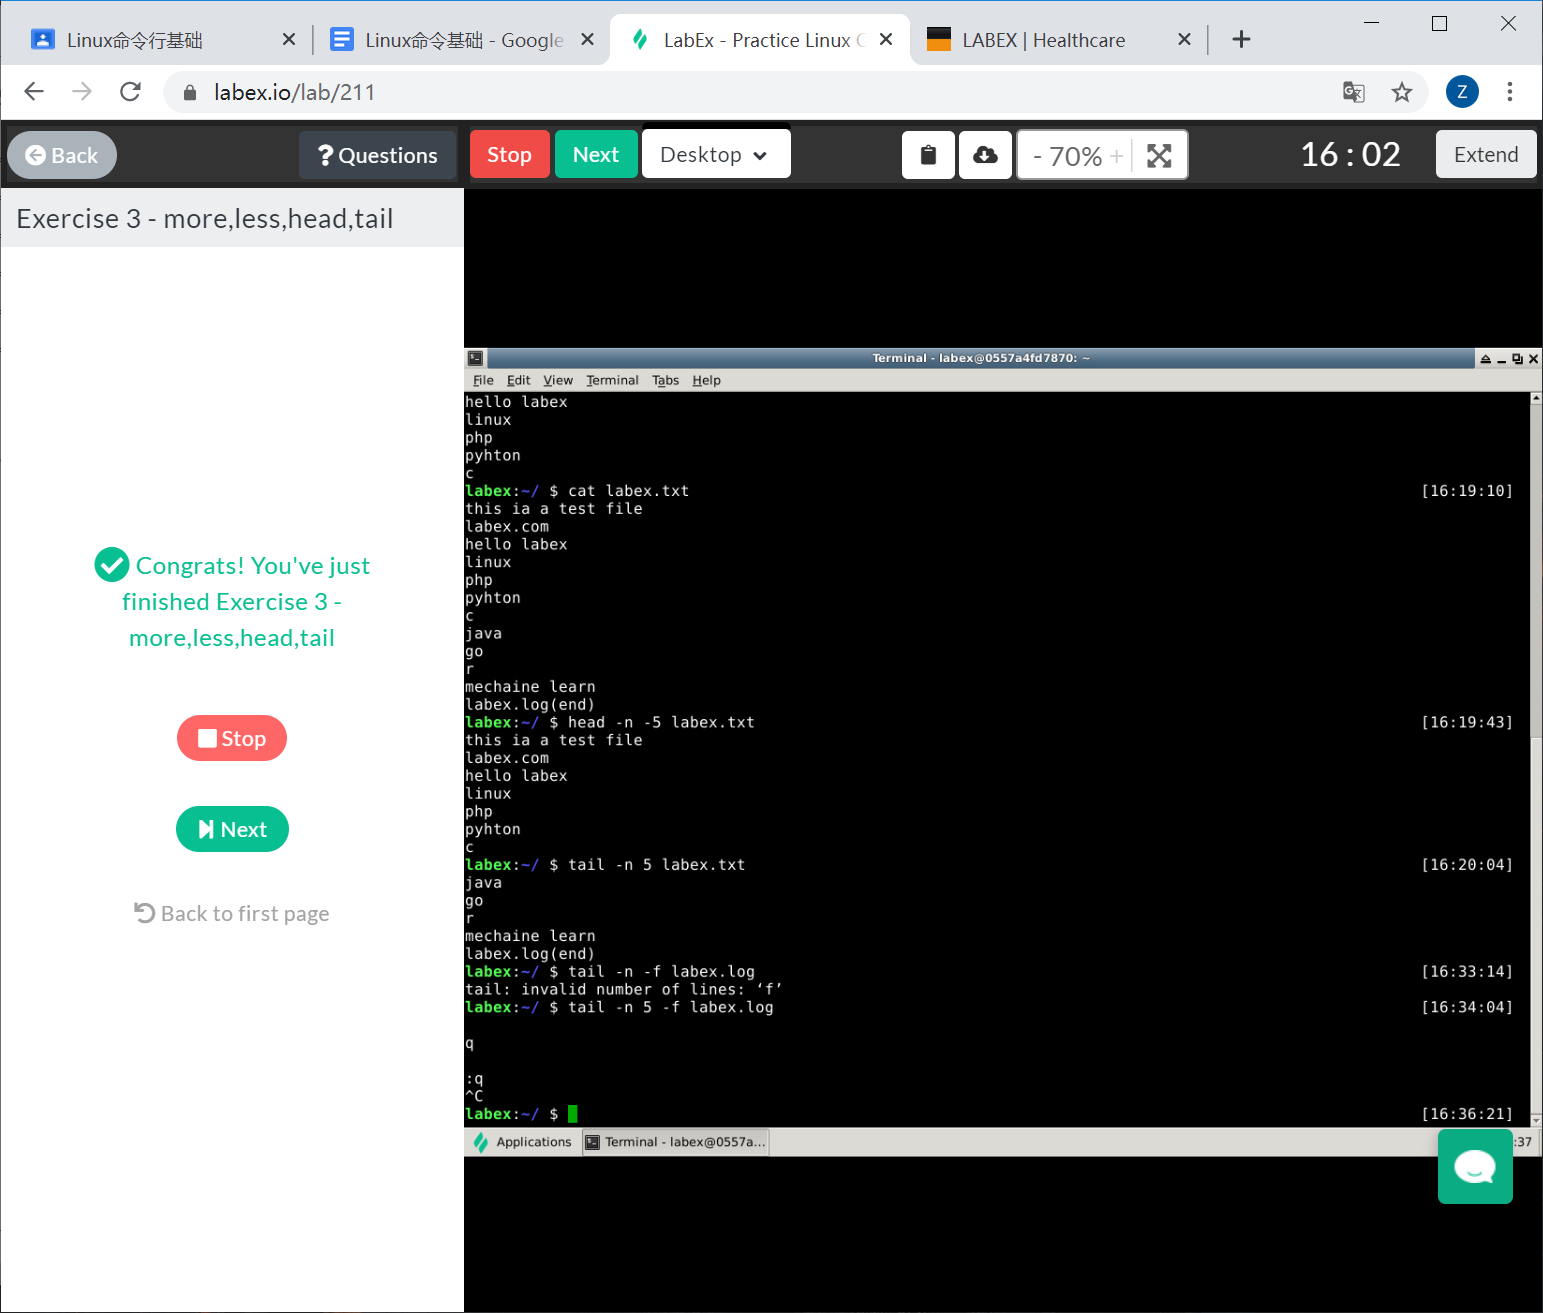 Linux命令行基础
Linux命令基础 - Google
LabEx - Practice Linux C
LABEX | Healthcare
labex.io/lab/211
Z
Back
? Questions
Stop
Next
Desktop
- 70% +
16 : 02
Extend
Exercise 3 - more,less,head,tail
Congrats! You've just
finished Exercise 3 -
more,less,head,tail
Stop
Next
Back to first page
Terminal - labex@0557a4fd7870: ~
File Edit View Terminal Tabs Help
hello labex
linux
php
pyhton
c
labex:~/ $ cat labex.txt [16:19:10]
this ia a test file
labex.com
hello labex
linux
php
pyhton
c
java
go
r
mechaine learn
labex.log(end)
labex:~/ $ head -n -5 labex.txt [16:19:43]
this ia a test file
labex.com
hello labex
linux
php
pyhton
c
labex:~/ $ tail -n 5 labex.txt [16:20:04]
java
go
r
mechaine learn
labex.log(end)
labex:~/ $ tail -n -f labex.log [16:33:14]
tail: invalid number of lines: ‘f’
labex:~/ $ tail -n 5 -f labex.log [16:34:04]
q
:q
^C
labex:~/ $ [16:36:21]
Applications
Terminal - labex@0557a...
:37